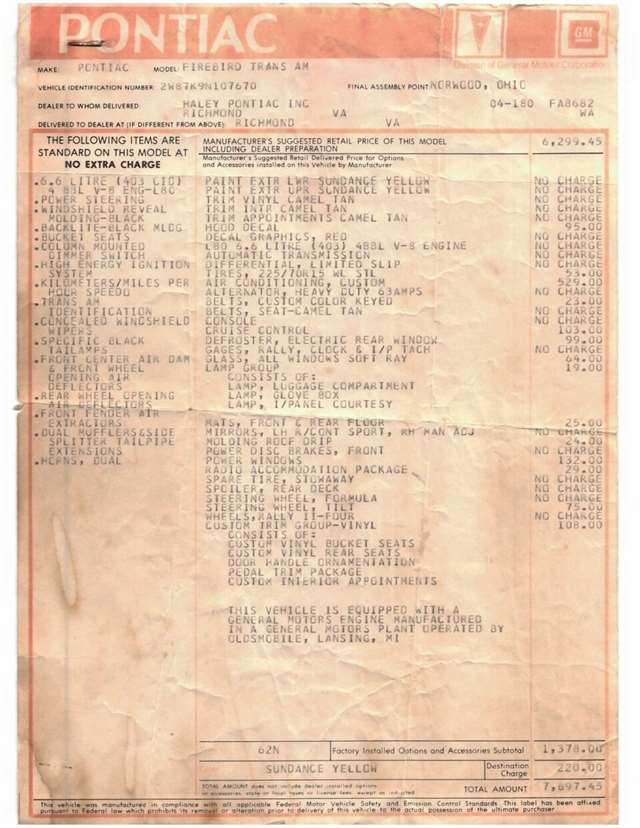 PONTIAC
GM
Division of General Motors Corporation
MAKE: PONTIAC MODEL: FIREBIRD TRANS AM
VEHICLE IDENTIFICATION NUMBER: 2W87K9N107670 FINAL ASSEMBLY POINT: NORWOOD, OHIO
DEALER TO WHOM DELIVERED HALEY PONTIAC INC 04-180 FA8682
RICHMOND VA WA
DELIVERED TO DEALER AT (IF DIFFERENT FROM ABOVE) RICHMOND VA
THE FOLLOWING ITEMS ARE
STANDARD ON THIS MODEL AT
NO EXTRA CHARGE
.6.6 LITRE (403 CID)
4 BBL V-8 ENG-L80
.POWER STEERING
.WINDSHIELD REVEAL
MOLDING-BLACK
.BACKLITE-BLACK MLDG
.BUCKET SEATS
.COLUMN MOUNTED
DIMMER SWITCH
.HIGH ENERGY IGNITION
SYSTEM
.KILOMETERS/MILES PER
HOUR SPEEDO
.TRANS AM
IDENTIFICATION
.CONCEALED WINDSHIELD
WIPERS
.SPECIFIC BLACK
TAILAMPS
.FRONT CENTER AIR DAM
& FRONT WHEEL
OPENING AIR
DEFLECTORS
.REAR WHEEL OPENING
AIR DEFLECTORS
.FRONT FENDER AIR
EXTRACTORS
.DUAL MUFFLERS&SIDE
SPLITTER TAILPIPE
EXTENSIONS
.HORNS, DUAL
MANUFACTURER'S SUGGESTED RETAIL PRICE OF THIS MODEL
INCLUDING DEALER PREPARATION 6,299.45
Manufacturer's Suggested Retail Delivered Price for Options
and Accessories installed on this Vehicle by Manufacturer
PAINT EXTR LWR SUNDANCE YELLOW NO CHARGE
PAINT EXTR UPR SUNDANCE YELLOW NO CHARGE
TRIM VINYL CAMEL TAN NO CHARGE
TRIM INTR CAMEL TAN NO CHARGE
TRIM APPOINTMENTS CAMEL TAN NO CHARGE
HOOD DECAL 95.00
DECAL GRAPHICS, RED NO CHARGE
L80 6.6 LITRE (403) 4BBL V-8 ENGINE NO CHARGE
AUTOMATIC TRANSMISSION NO CHARGE
DIFFERENTIAL, LIMITED SLIP NO CHARGE
TIRES, 225/70R15 WL STL 53.00
AIR CONDITIONING, CUSTOM 529.00
ALTERNATOR, HEAVY DUTY 63AMPS NO CHARGE
BELTS, CUSTOM COLOR KEYED 23.00
BELTS, SEAT-CAMEL TAN NO CHARGE
CONSOLE NO CHARGE
CRUISE CONTROL 103.00
DEFROSTER, ELECTRIC REAR WINDOW 99.00
GAGES, RALLY, CLOCK & I/P TACH NO CHARGE
GLASS, ALL WINDOWS SOFT RAY 64.00
LAMP GROUP 19.00
CONSISTS OF:
LAMP, LUGGAGE COMPARTMENT
LAMP, GLOVE BOX
LAMP, I/PANEL COURTESY
MATS, FRONT & REAR FLOOR 25.00
MIRRORS, LH R/CONT SPORT, RH MAN ADJ NO CHARGE
MOLDING ROOF DRIP 24.00
POWER DISC BRAKES, FRONT NO CHARGE
POWER WINDOWS 132.00
RADIO ACCOMMODATION PACKAGE 29.00
SPARE TIRE, STOWAWAY NO CHARGE
SPOILER, REAR DECK NO CHARGE
STEERING WHEEL, FORMULA NO CHARGE
STEERING WHEEL, TILT 75.00
WHEELS,RALLY II-FOUR NO CHARGE
CUSTOM TRIM GROUP-VINYL 108.00
CONSISTS OF:
CUSTOM VINYL BUCKET SEATS
CUSTOM VINYL REAR SEATS
DOOR HANDLE ORNAMENTATION
PEDAL TRIM PACKAGE
CUSTOM INTERIOR APPOINTMENTS
THIS VEHICLE IS EQUIPPED WITH A
GENERAL MOTORS ENGINE MANUFACTURED
IN A GENERAL MOTORS PLANT OPERATED BY
OLDSMOBILE, LANSING, MI
62N Factory Installed Options and Accessories Subtotal 1,378.00
SUNDANCE YELLOW Destination Charge 220.00
TOTAL AMOUNT does not include dealer installed options
or accessories, state or local taxes or license fees, except as indicated. TOTAL AMOUNT 7,897.45
This vehicle was manufactured in compliance with all applicable Federal Motor Vehicle Safety and Emission Control Standards. This label has been affixed
pursuant to Federal law which prohibits its removal or alteration prior to delivery of this vehicle to the actual possession of the ultimate purchaser